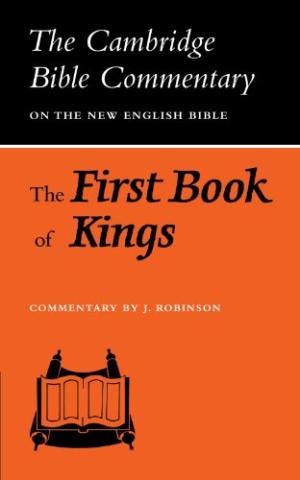 The Cambridge
Bible Commentary
ON THE NEW ENGLISH BIBLE
The First Book
of Kings
COMMENTARY BY J. ROBINSON